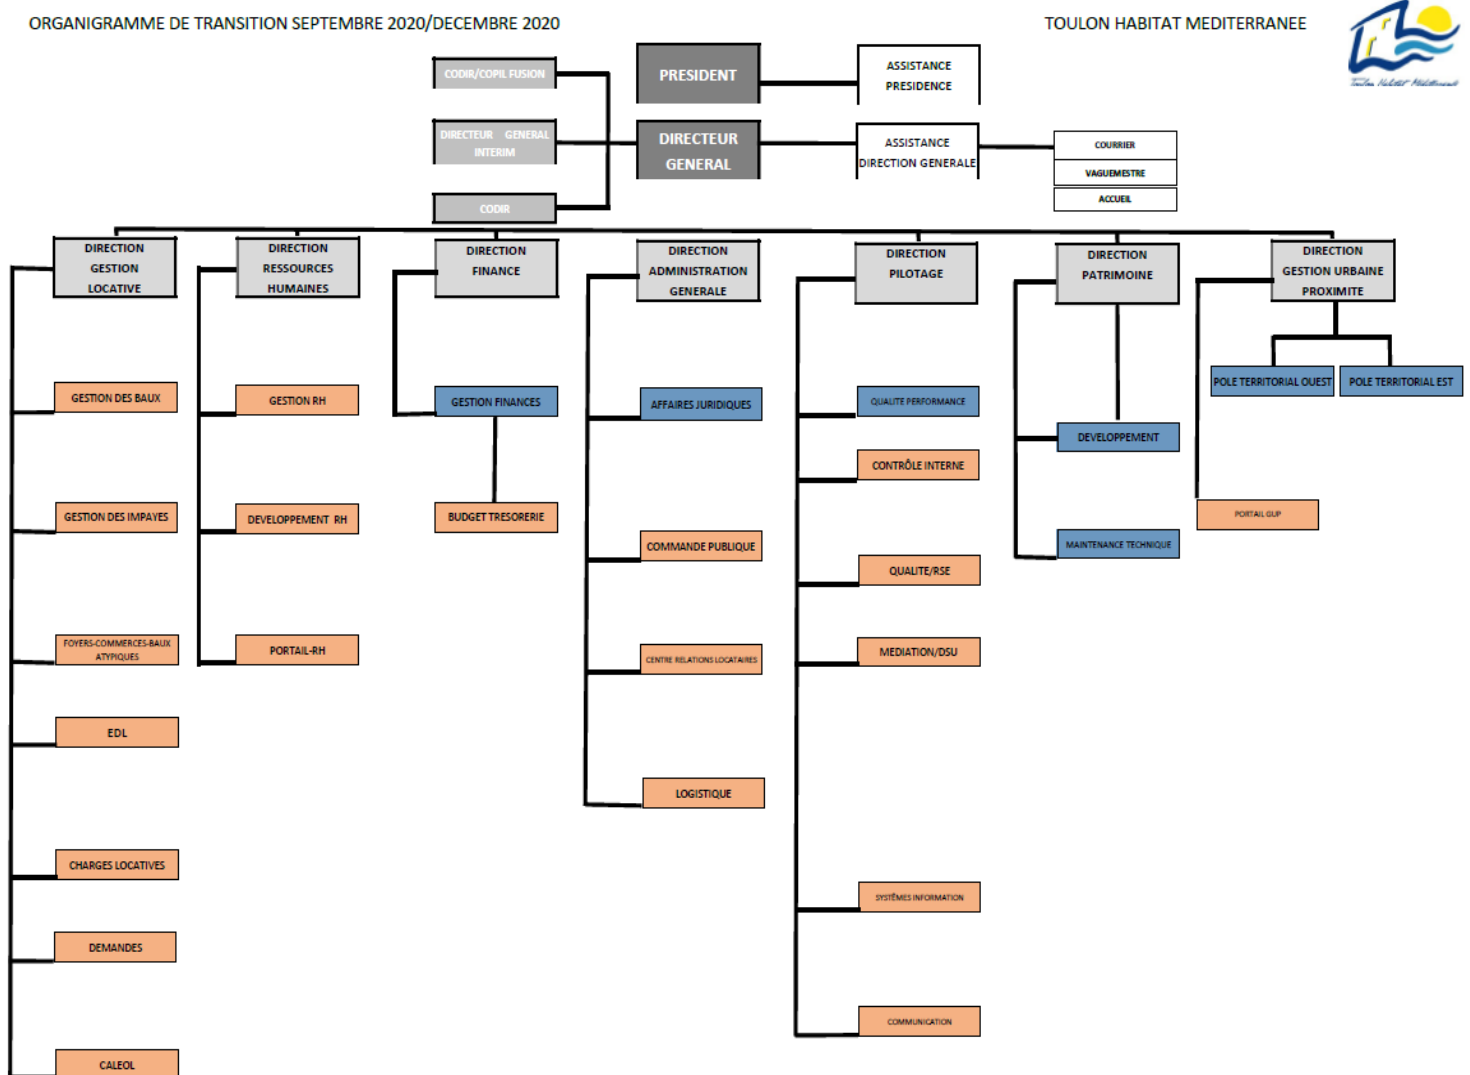 ORGANIGRAMME DE TRANSITION SEPTEMBRE 2020/DECEMBRE 2020
TOULON HABITAT MEDITERRANEE
Toulon Habitat Méditerranée
CODIR/COPIL FUSION
PRESIDENT
ASSISTANCE
PRESIDENCE
DIRECTEUR GENERAL
INTERIM
DIRECTEUR
GENERAL
ASSISTANCE
DIRECTION GENERALE
COURRIER
VAGUEMESTRE
ACCUEIL
CODIR
DIRECTION
GESTION
LOCATIVE
DIRECTION
RESSOURCES
HUMAINES
DIRECTION
FINANCE
DIRECTION
ADMINISTRATION
GENERALE
DIRECTION
PILOTAGE
DIRECTION
PATRIMOINE
DIRECTION
GESTION URBAINE
PROXIMITE
GESTION DES BAUX
GESTION DES IMPAYES
FOYERS-COMMERCES-BAUX
ATYPIQUES
EDL
CHARGES LOCATIVES
DEMANDES
CALEOL
GESTION RH
DEVELOPPEMENT RH
PORTAIL-RH
GESTION FINANCES
BUDGET TRESORERIE
AFFAIRES JURIDIQUES
COMMANDE PUBLIQUE
CENTRE RELATIONS LOCATAIRES
LOGISTIQUE
QUALITE PERFORMANCE
CONTRÔLE INTERNE
QUALITE/RSE
MEDIATION/DSU
SYSTÊMES INFORMATION
COMMUNICATION
DEVELOPPEMENT
MAINTENANCE TECHNIQUE
POLE TERRITORIAL OUEST
POLE TERRITORIAL EST
PORTAIL GUP